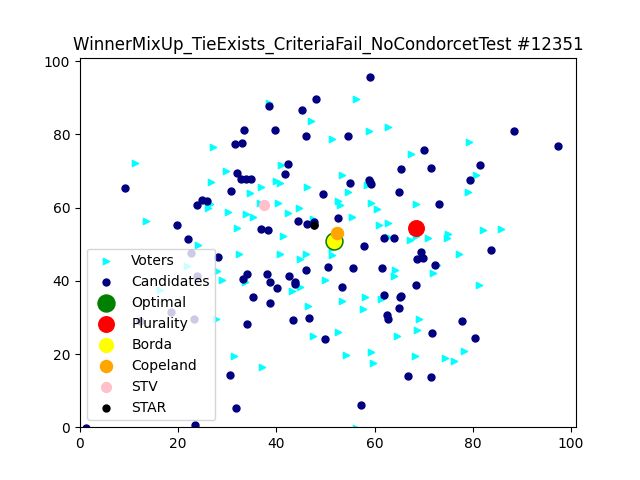 WinnerMixUp_TieExists_CriteriaFail_NoCondorcetTest #12351
100
80
60
40
20
0
Voters
Candidates
Optimal
Plurality
Borda
Copeland
STV
STAR
0 20 40 60 80 100